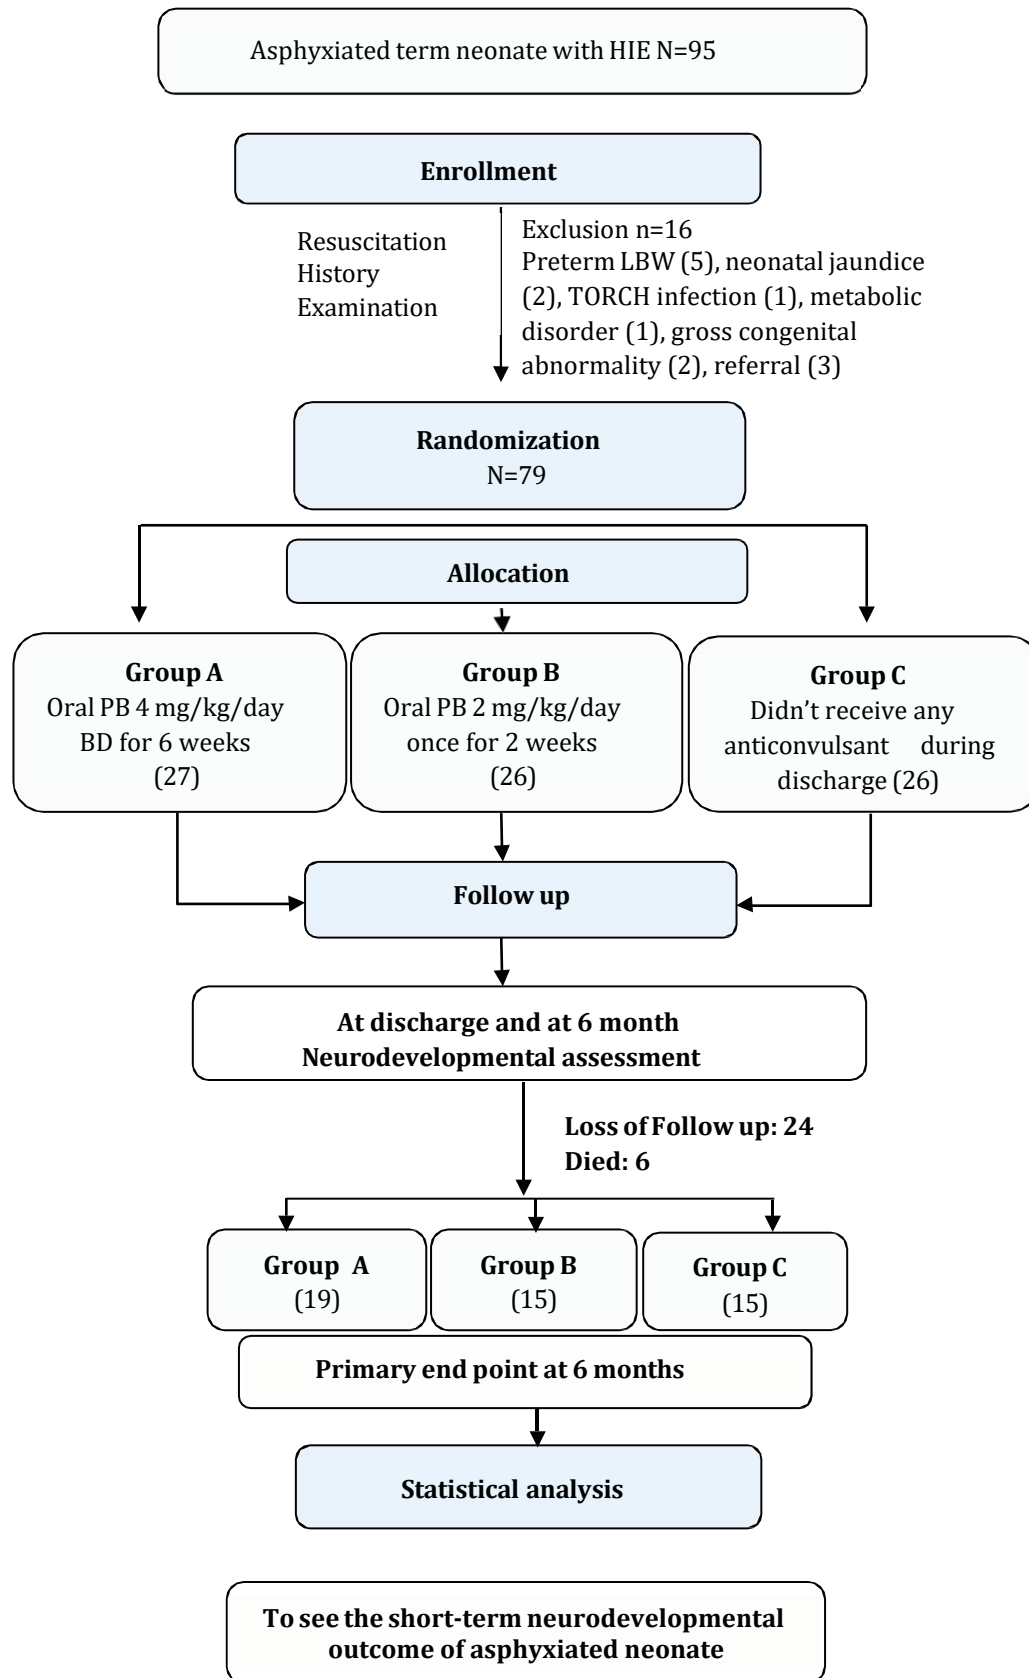 Asphyxiated term neonate with HIE N=95
Enrollment
Resuscitation
History
Examination
Exclusion n=16
Preterm LBW (5), neonatal jaundice
(2), TORCH infection (1), metabolic
disorder (1), gross congenital
abnormality (2), referral (3)
Randomization
N=79
Allocation
Group A
Oral PB 4 mg/kg/day
BD for 6 weeks
(27)
Group B
Oral PB 2 mg/kg/day
once for 2 weeks
(26)
Group C
Didn't receive any
anticonvulsant during
discharge (26)
Follow up
At discharge and at 6 month
Neurodevelopmental assessment
Loss of Follow up: 24
Died: 6
Group A
(19)
Group B
(15)
Group C
(15)
Primary end point at 6 months
Statistical analysis
To see the short-term neurodevelopmental
outcome of asphyxiated neonate